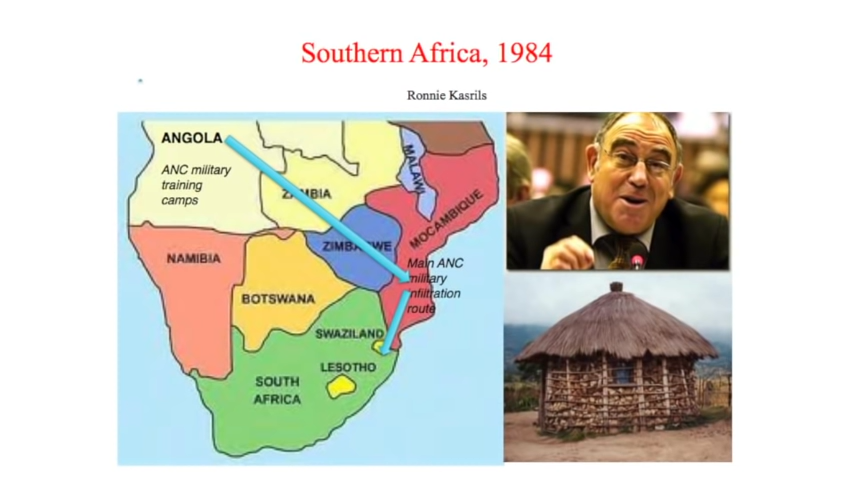 Southern Africa, 1984
Ronnie Kasrils
ANGOLA
ANC military
training
camps
MALAWI
ZAMBIA
MOCAMBIQUE
ZIMBABWE
NAMIBIA
Main ANC
military
infiltration
route
BOTSWANA
SWAZILAND
LESOTHO
SOUTH
AFRICA